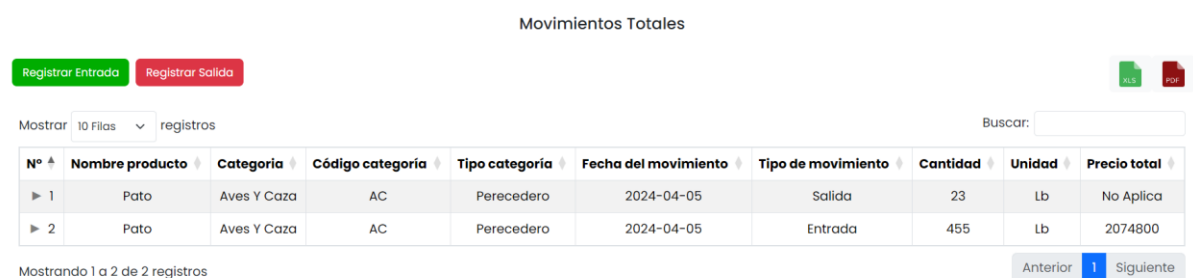 Movimientos Totales
Registrar Entrada Registrar Salida XLS PDF
Mostrar 10 Filas registros Buscar:
N° Nombre producto Categoria Código categoría Tipo categoría Fecha del movimiento Tipo de movimiento Cantidad Unidad Precio total
1 Pato Aves Y Caza AC Perecedero 2024-04-05 Salida 23 Lb No Aplica
2 Pato Aves Y Caza AC Perecedero 2024-04-05 Entrada 455 Lb 2074800
Mostrando 1 a 2 de 2 registros Anterior 1 Siguiente